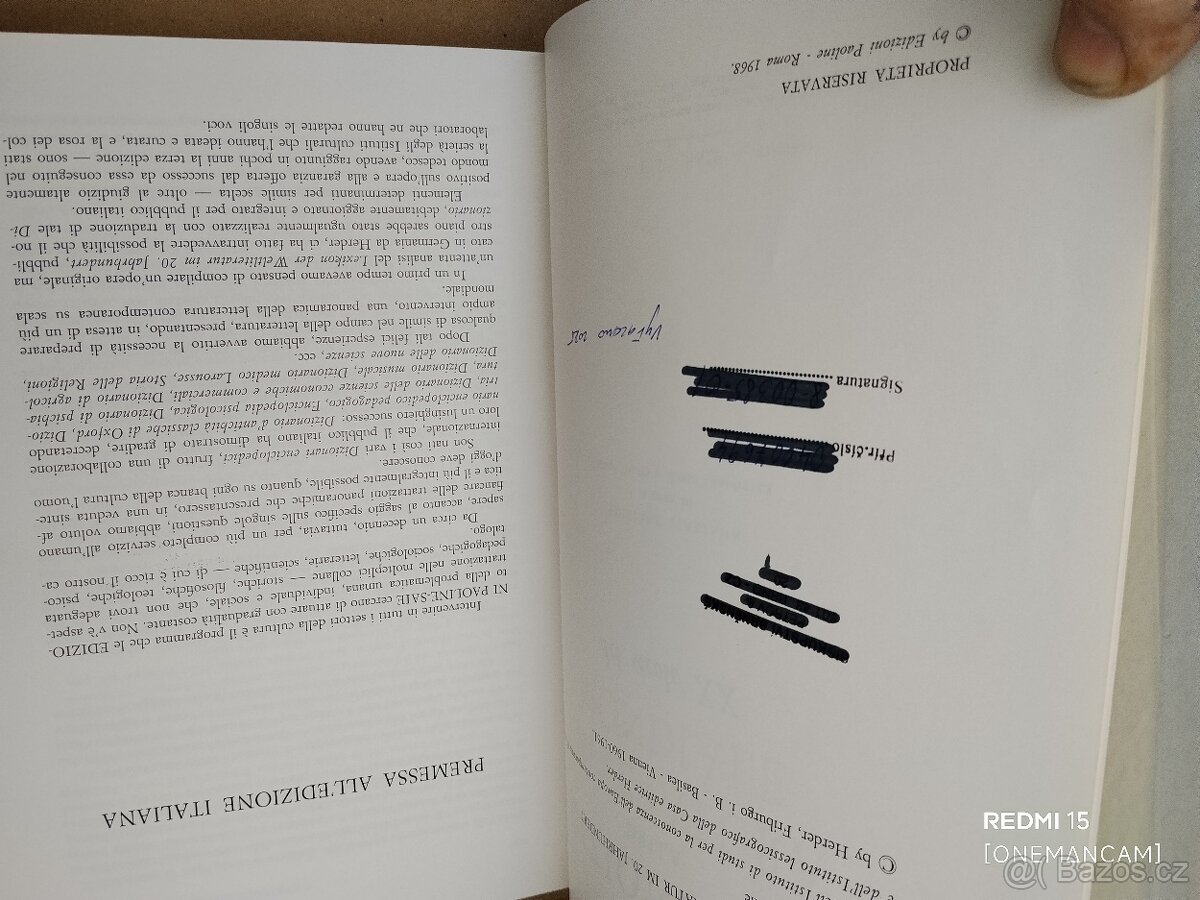 IM 20. JAHRHUNDERT
dell'Istituto di studi per la conoscenza dell'Europa
e dell'Istituto lessicografico della Casa editrice Herder.
© by Herder, Friburgo i. B. - Basilea - Vienna 1960-1961.
Přír.číslo
Signatura
Vyřazeno
PROPRIETÀ RISERVATA
© by Edizioni Paoline - Roma 1968.
PREMESSA ALL'EDIZIONE ITALIANA
Intervenire in tutti i settori della cultura è il programma che le EDIZIO-
NI PAOLINE-SAIE cercano di attuare con gradualità costante. Non v'è aspet-
to della problematica umana, individuale e sociale, che non trovi adeguata
trattazione nelle molteplici collane — storiche, filosofiche, teologiche, psico-
pedagogiche, sociologiche, letterarie, scientifiche — di cui è ricco il nostro ca-
talogo.
Da circa un decennio, tuttavia, per un più completo servizio all'umano
sapere, accanto al saggio specifico sulle singole questioni, abbiamo voluto af-
fiancare delle trattazioni panoramiche che presentassero, in una veduta sinte-
tica e il più integralmente possibile, quanto su ogni branca della cultura l'uomo
d'oggi deve conoscere.
Son nati così i vari Dizionari enciclopedici, frutto di una collaborazione
internazionale, che il pubblico italiano ha dimostrato di gradire, decretando
loro un lusinghiero successo: Dizionario d'antichità classiche di Oxford, Dizio-
nario enciclopedico pedagogico, Enciclopedia psicologica, Dizionario di psichia-
tria, Dizionario delle scienze economiche e commerciali, Dizionario di agricol-
tura, Dizionario musicale, Dizionario medico Larousse, Storia delle Religioni,
Dizionario delle nuove scienze, ecc.
Dopo tali felici esperienze, abbiamo avvertito la necessità di preparare
qualcosa di simile nel campo della letteratura, presentando, in attesa di un più
ampio intervento, una panoramica della letteratura contemporanea su scala
mondiale.
In un primo tempo avevamo pensato di compilare un'opera originale, ma
un'attenta analisi del Lexikon der Weltliteratur im 20. Jahrhundert, pubbli-
cato in Germania da Herder, ci ha fatto intravvedere la possibilità che il no-
stro piano sarebbe stato ugualmente realizzato con la traduzione di tale Di-
zionario, debitamente aggiornato e integrato per il pubblico italiano.
Elementi determinanti per simile scelta — oltre al giudizio altamente
positivo sull'opera e alla garanzia offerta dal successo da essa conseguito nel
mondo tedesco, avendo raggiunto in pochi anni la terza edizione — sono stati
la serietà degli Istituti culturali che l'hanno ideata e curata, e la rosa dei col-
laboratori che ne hanno redatte le singole voci.
REDMI 15
[ONEMANCAM]
@ Bazoš.cz